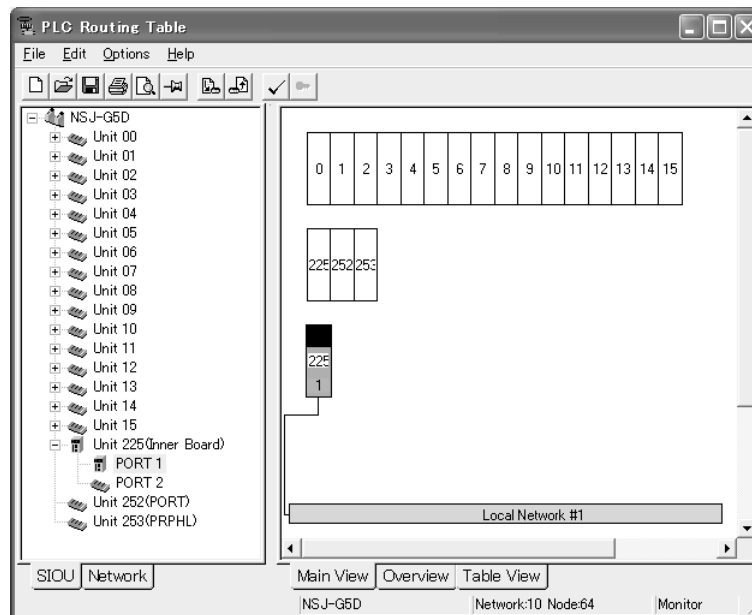 PLC Routing Table
File Edit Options Help
NSJ-G5D
Unit 00
Unit 01
Unit 02
Unit 03
Unit 04
Unit 05
Unit 06
Unit 07
Unit 08
Unit 09
Unit 10
Unit 11
Unit 12
Unit 13
Unit 14
Unit 15
Unit 225(Inner Board)
PORT 1
PORT 2
Unit 252(PORT)
Unit 253(PRPHL)
SIOU Network
0 1 2 3 4 5 6 7 8 9 10 11 12 13 14 15
225 252 253
225
1
Local Network #1
Main View Overview Table View
NSJ-G5D Network:10 Node:64 Monitor